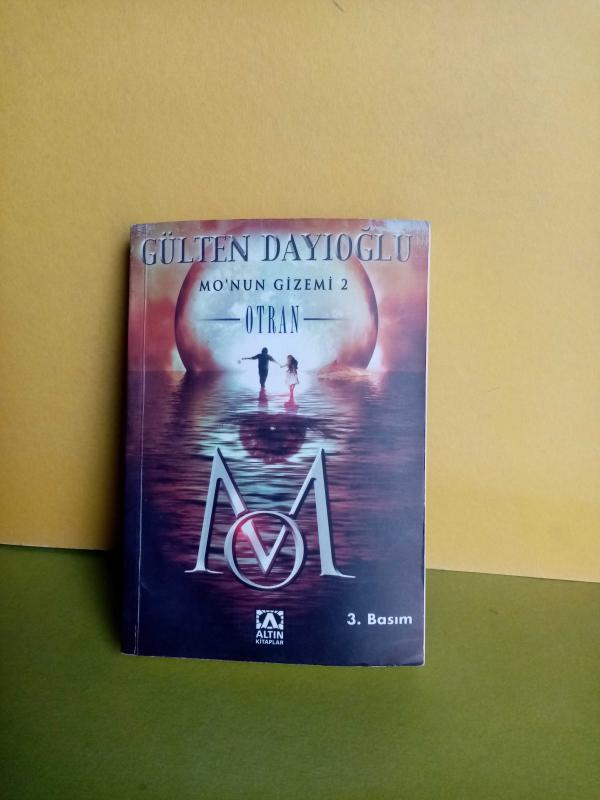 GÜLTEN DAYIOĞLU
MO'NUN GİZEMİ 2
OTRAN
MO
ALTIN
KİTAPLAR
3. Basım